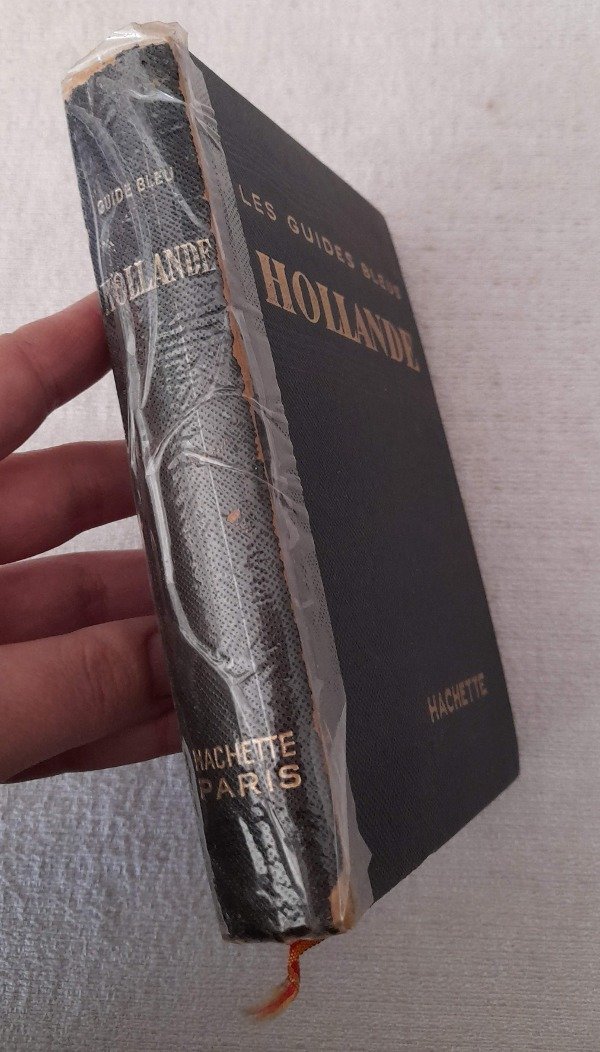 GUIDE BLEU
HOLLANDE
HACHETTE
PARIS
LES GUIDES BLEUS
HOLLANDE
HACHETTE